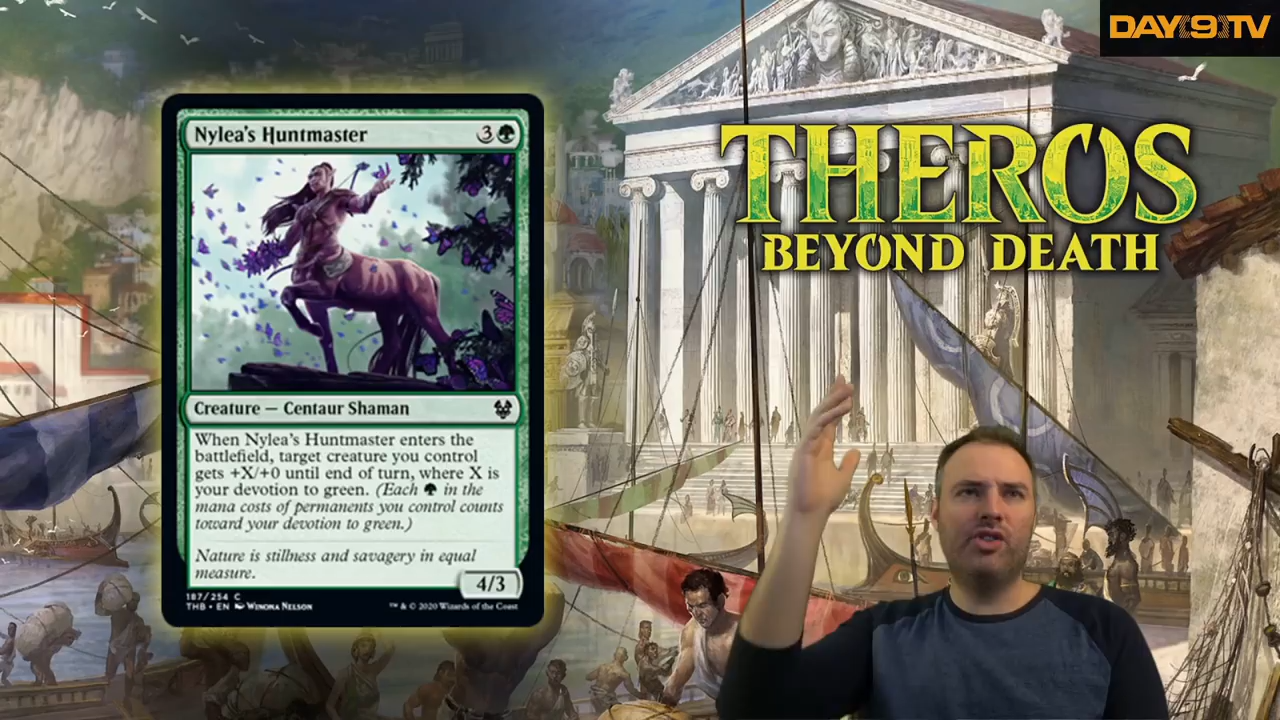 DAY[9]TV
Nylea's Huntmaster 3
THEROS
BEYOND DEATH
Creature — Centaur Shaman
When Nylea's Huntmaster enters the
battlefield, target creature you control
gets +X/+0 until end of turn, where X is
your devotion to green. (Each in the
mana costs of permanents you control counts
toward your devotion to green.)
Nature is stillness and savagery in equal
measure.
4/3
187/254 C
THB • EN Winona Nelson
™ & © 2020 Wizards of the Coast